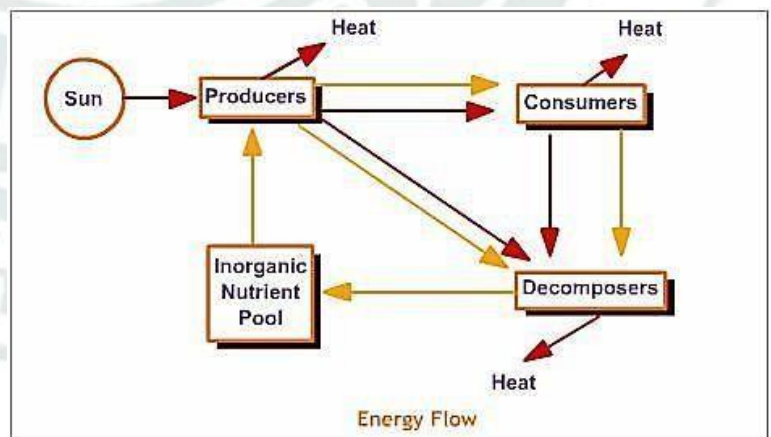 Heat
Heat
Sun
Producers
Consumers
Inorganic
Nutrient
Pool
Decomposers
Heat
Energy Flow